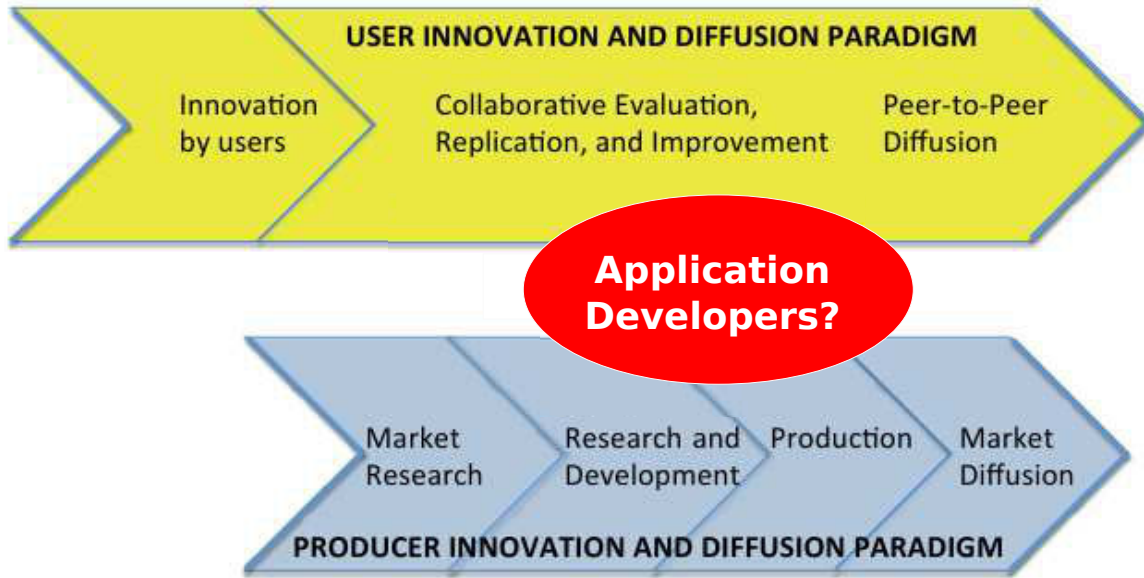 USER INNOVATION AND DIFFUSION PARADIGM
Innovation
by users
Collaborative Evaluation,
Replication, and Improvement
Peer-to-Peer
Diffusion
Application
Developers?
Market
Research
Research and
Development
Production
Market
Diffusion
PRODUCER INNOVATION AND DIFFUSION PARADIGM